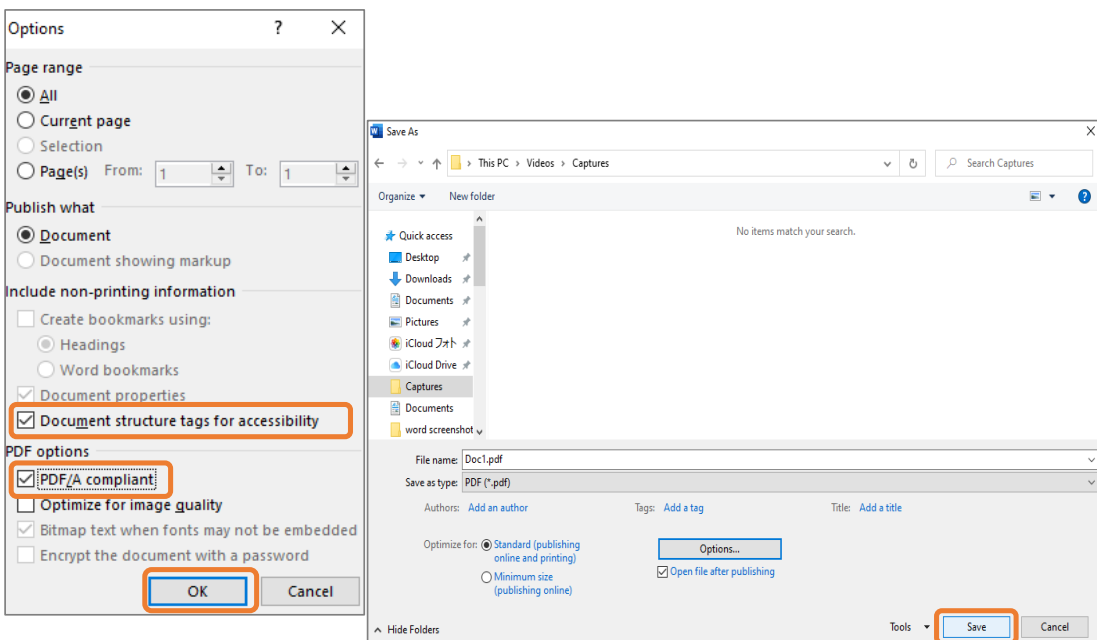 Options ?
Page range
All
Current page
Selection
Page(s) From: 1 To: 1
Publish what
Document
Document showing markup
Include non-printing information
Create bookmarks using:
Headings
Word bookmarks
Document properties
Document structure tags for accessibility
PDF options
PDF/A compliant
Optimize for image quality
Bitmap text when fonts may not be embedded
Encrypt the document with a password
OK Cancel
Save As
This PC › Videos › Captures Search Captures
Organize New folder
No items match your search.
Quick access
Desktop
Downloads
Documents
Pictures
iCloud フォト
iCloud Drive
Captures
Documents
word screenshot
File name: Doc1.pdf
Save as type: PDF (*.pdf)
Authors: Add an author Tags: Add a tag Title: Add a title
Optimize for: Standard (publishing
online and printing)
Minimum size
(publishing online)
Options...
Open file after publishing
Hide Folders Tools Save Cancel